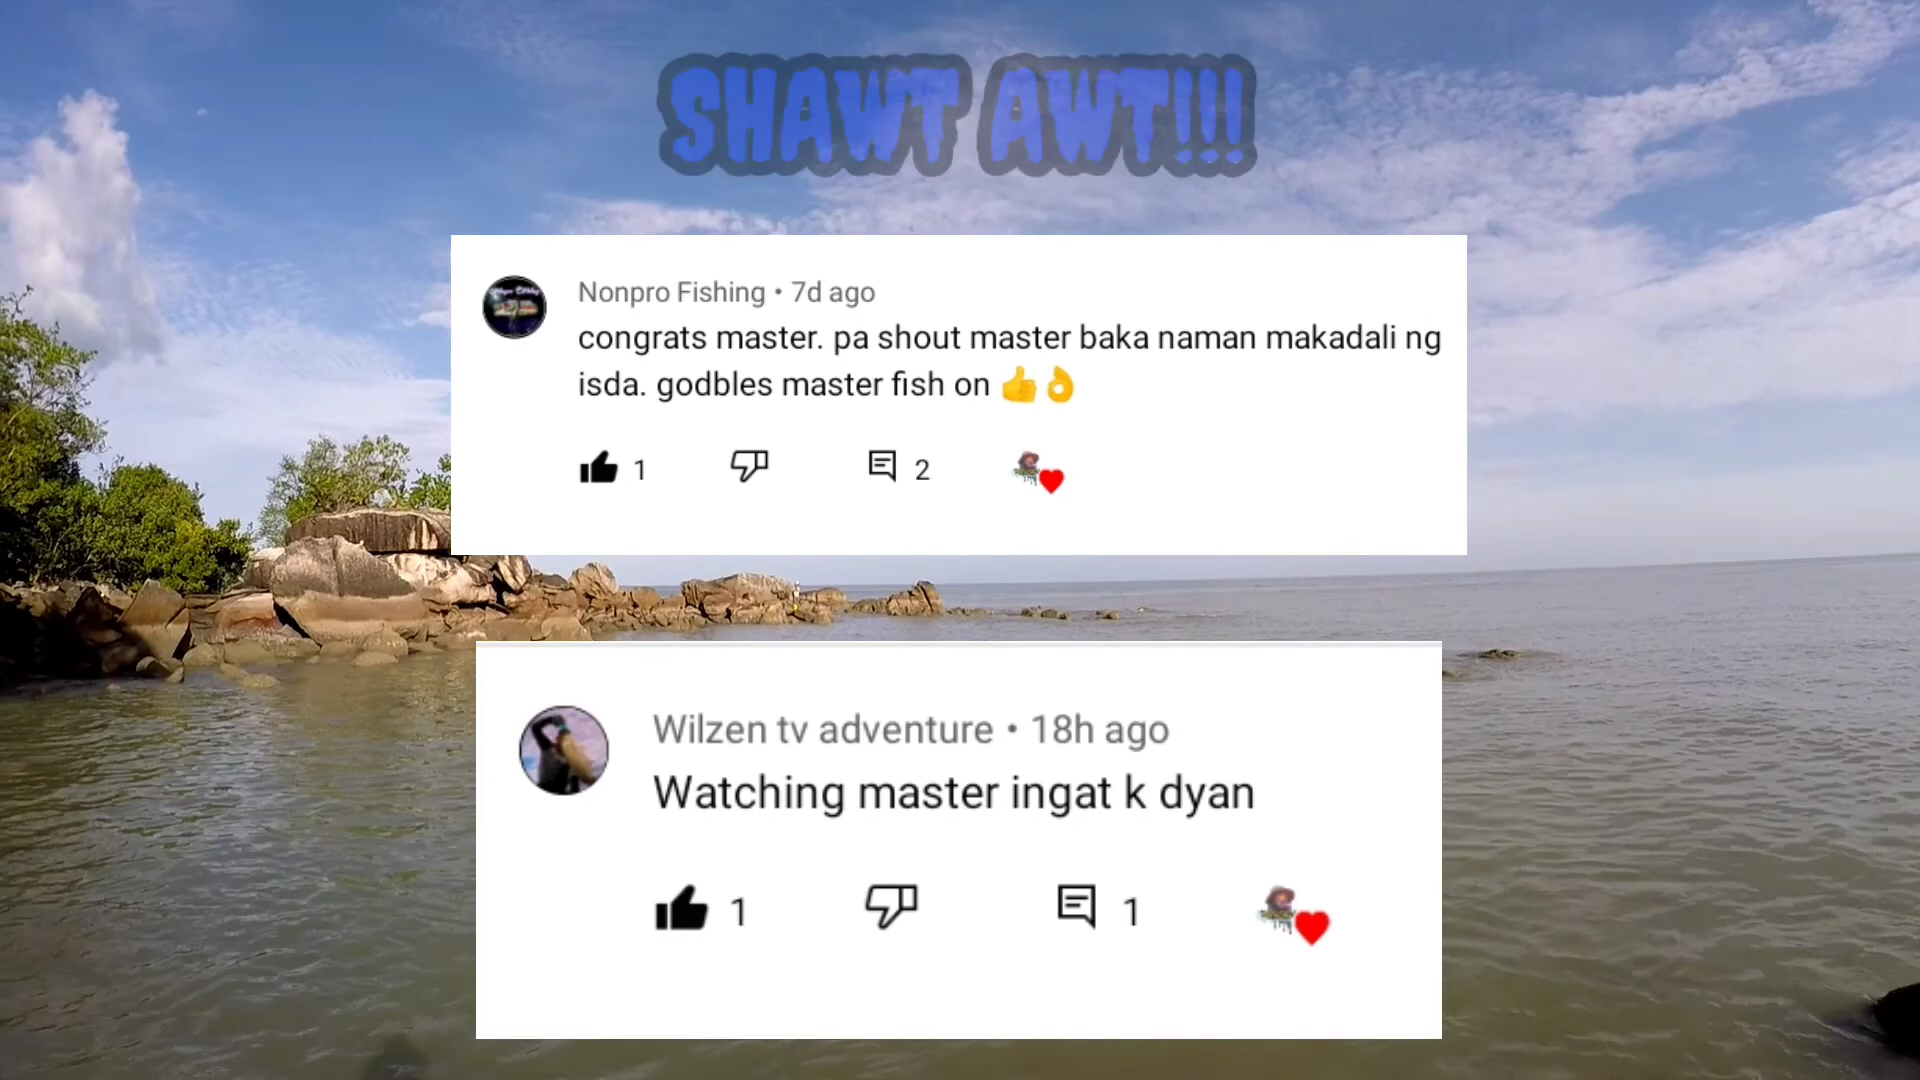 SHAWT AWT!!!
Nonpro Fishing • 7d ago
congrats master. pa shout master baka naman makadali ng
isda. godbles master fish on 👍👌
1
2
Wilzen tv adventure • 18h ago
Watching master ingat k dyan
1
1